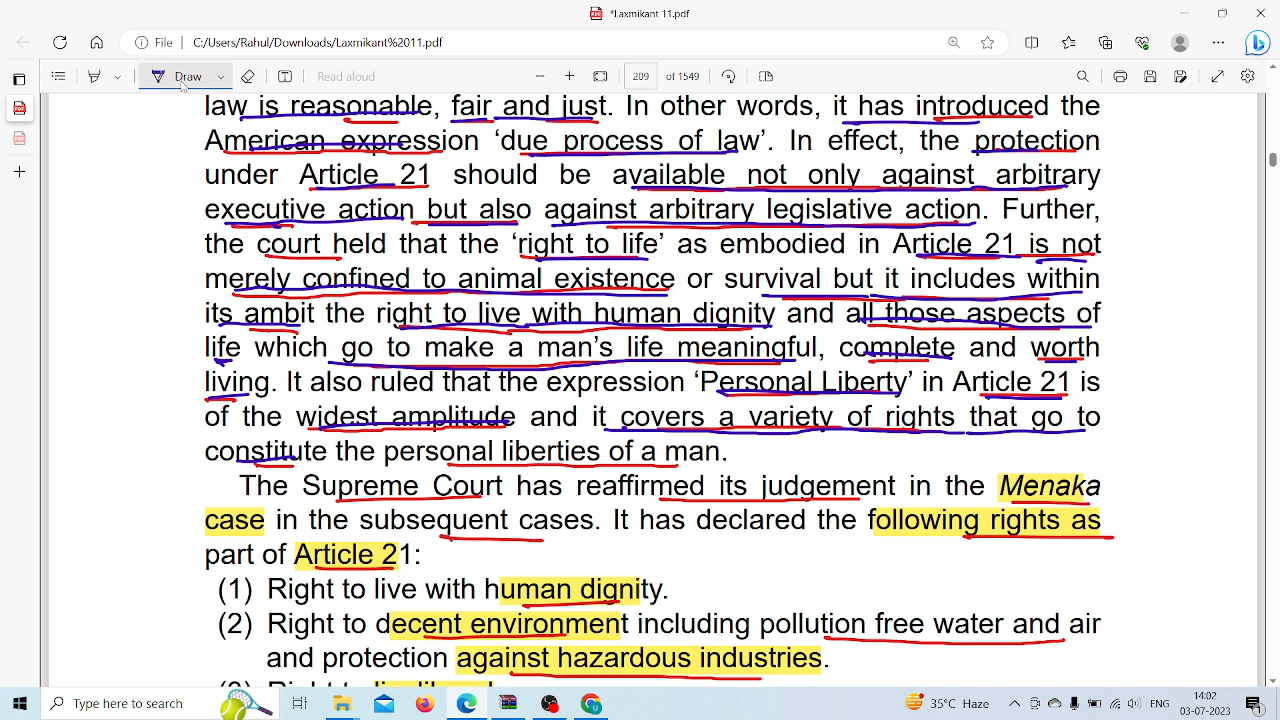 *Laxmikant 11.pdf
File | C:/Users/Rahul/Downloads/Laxmikant%2011.pdf
Draw Read aloud 209 of 1549
law is reasonable, fair and just. In other words, it has introduced the
American expression ‘due process of law’. In effect, the protection
under Article 21 should be available not only against arbitrary
executive action but also against arbitrary legislative action. Further,
the court held that the ‘right to life’ as embodied in Article 21 is not
merely confined to animal existence or survival but it includes within
its ambit the right to live with human dignity and all those aspects of
life which go to make a man’s life meaningful, complete and worth
living. It also ruled that the expression ‘Personal Liberty’ in Article 21 is
of the widest amplitude and it covers a variety of rights that go to
constitute the personal liberties of a man.
The Supreme Court has reaffirmed its judgement in the Menaka
case in the subsequent cases. It has declared the following rights as
part of Article 21:
(1) Right to live with human dignity.
(2) Right to decent environment including pollution free water and air
and protection against hazardous industries.
Type here to search 35°C Haze ENG 14:08
03-07-2023